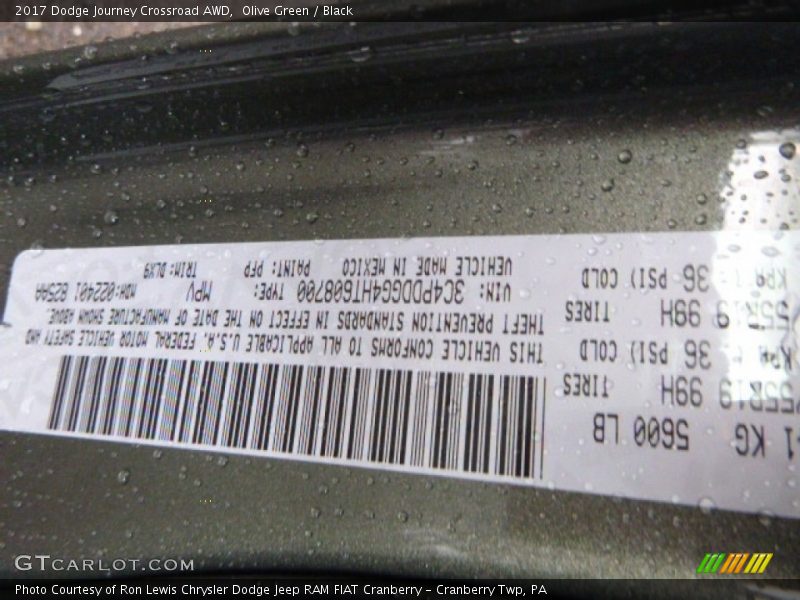 2017 Dodge Journey Crossroad AWD, Olive Green / Black
5600 LB
KG
TIRES
99H
36 PSI) COLD
TIRES
55R19 99H
36 PSI) COLD
THIS VEHICLE CONFORMS TO ALL APPLICABLE U.S.A. FEDERAL MOTOR VEHICLE SAFETY AND
THEFT PREVENTION STANDARDS IN EFFECT ON THE DATE OF MANUFACTURE SHOWN ABOVE.
VIN: 3C4PDDGG4HT608700 TYPE: MPV MDH:022401 825AA
VEHICLE MADE IN MEXICO PAINT: PFP TRIM: DLX9
GTCARLOT.COM
Photo Courtesy of Ron Lewis Chrysler Dodge Jeep RAM FIAT Cranberry – Cranberry Twp, PA